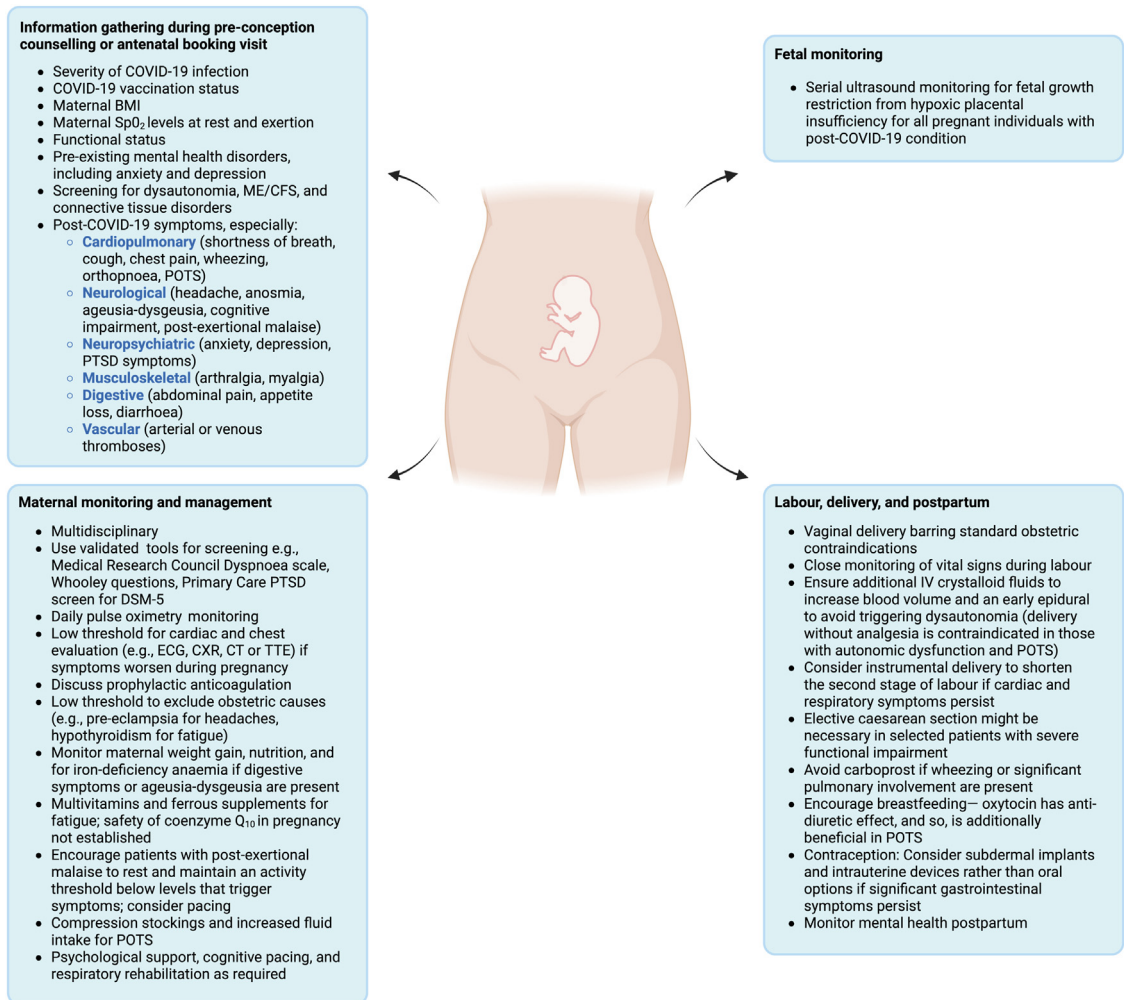 Information gathering during pre-conception
counselling or antenatal booking visit
• Severity of COVID-19 infection
• COVID-19 vaccination status
• Maternal BMI
• Maternal Sp0₂ levels at rest and exertion
• Functional status
• Pre-existing mental health disorders,
including anxiety and depression
• Screening for dysautonomia, ME/CFS, and
connective tissue disorders
• Post-COVID-19 symptoms, especially:
○ Cardiopulmonary (shortness of breath,
cough, chest pain, wheezing,
orthopnoea, POTS)
○ Neurological (headache, anosmia,
ageusia-dysgeusia, cognitive
impairment, post-exertional malaise)
○ Neuropsychiatric (anxiety, depression,
PTSD symptoms)
○ Musculoskeletal (arthralgia, myalgia)
○ Digestive (abdominal pain, appetite
loss, diarrhoea)
○ Vascular (arterial or venous
thromboses)
Fetal monitoring
• Serial ultrasound monitoring for fetal growth
restriction from hypoxic placental
insufficiency for all pregnant individuals with
post-COVID-19 condition
Maternal monitoring and management
• Multidisciplinary
• Use validated tools for screening e.g.,
Medical Research Council Dyspnoea scale,
Whooley questions, Primary Care PTSD
screen for DSM-5
• Daily pulse oximetry monitoring
• Low threshold for cardiac and chest
evaluation (e.g., ECG, CXR, CT or TTE) if
symptoms worsen during pregnancy
• Discuss prophylactic anticoagulation
• Low threshold to exclude obstetric causes
(e.g., pre-eclampsia for headaches,
hypothyroidism for fatigue)
• Monitor maternal weight gain, nutrition, and
for iron-deficiency anaemia if digestive
symptoms or ageusia-dysgeusia are present
• Multivitamins and ferrous supplements for
fatigue; safety of coenzyme Q₁₀ in pregnancy
not established
• Encourage patients with post-exertional
malaise to rest and maintain an activity
threshold below levels that trigger
symptoms; consider pacing
• Compression stockings and increased fluid
intake for POTS
• Psychological support, cognitive pacing, and
respiratory rehabilitation as required
Labour, delivery, and postpartum
• Vaginal delivery barring standard obstetric
contraindications
• Close monitoring of vital signs during labour
• Ensure additional IV crystalloid fluids to
increase blood volume and an early epidural
to avoid triggering dysautonomia (delivery
without analgesia is contraindicated in those
with autonomic dysfunction and POTS)
• Consider instrumental delivery to shorten
the second stage of labour if cardiac and
respiratory symptoms persist
• Elective caesarean section might be
necessary in selected patients with severe
functional impairment
• Avoid carboprost if wheezing or significant
pulmonary involvement are present
• Encourage breastfeeding— oxytocin has anti-
diuretic effect, and so, is additionally
beneficial in POTS
• Contraception: Consider subdermal implants
and intrauterine devices rather than oral
options if significant gastrointestinal
symptoms persist
• Monitor mental health postpartum